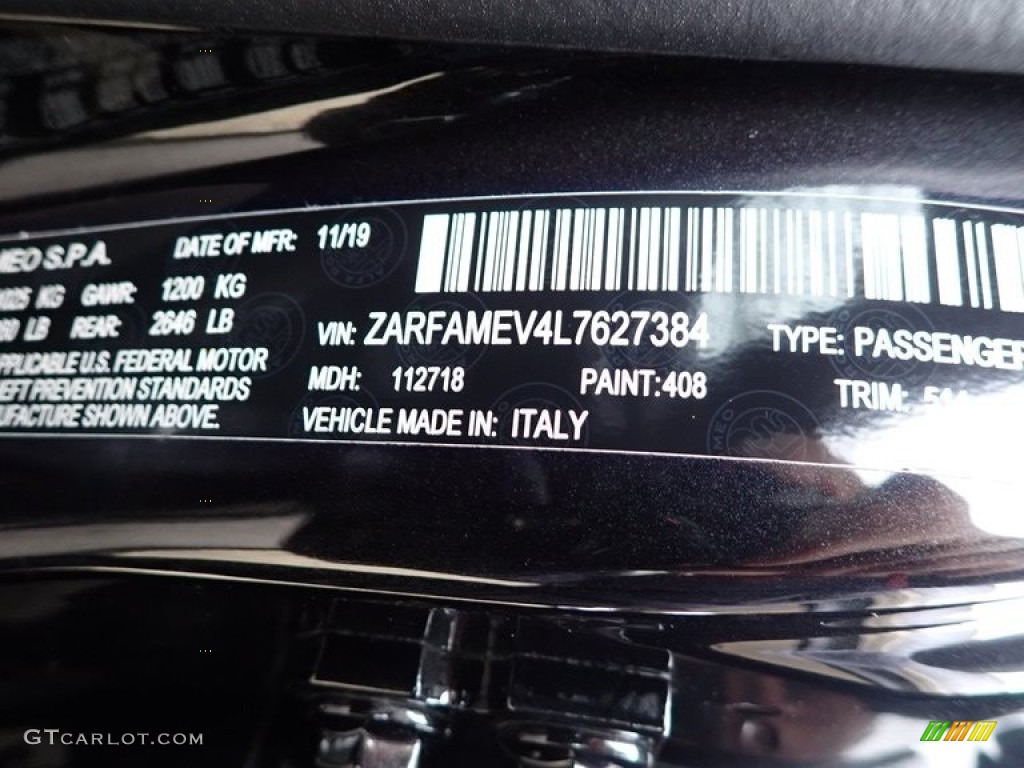 MEO S.P.A. DATE OF MFR: 11/19
KG GAWR: 1200 KG
LB REAR: 2646 LB
VIN: ZARFAMEV4L7627384 TYPE: PASSENGER
APPLICABLE U.S. FEDERAL MOTOR
MDH: 112718 PAINT:408
THEFT PREVENTION STANDARDS
TRIM:
SHOWN ABOVE.
VEHICLE MADE IN: ITALY
GTCARLOT.COM